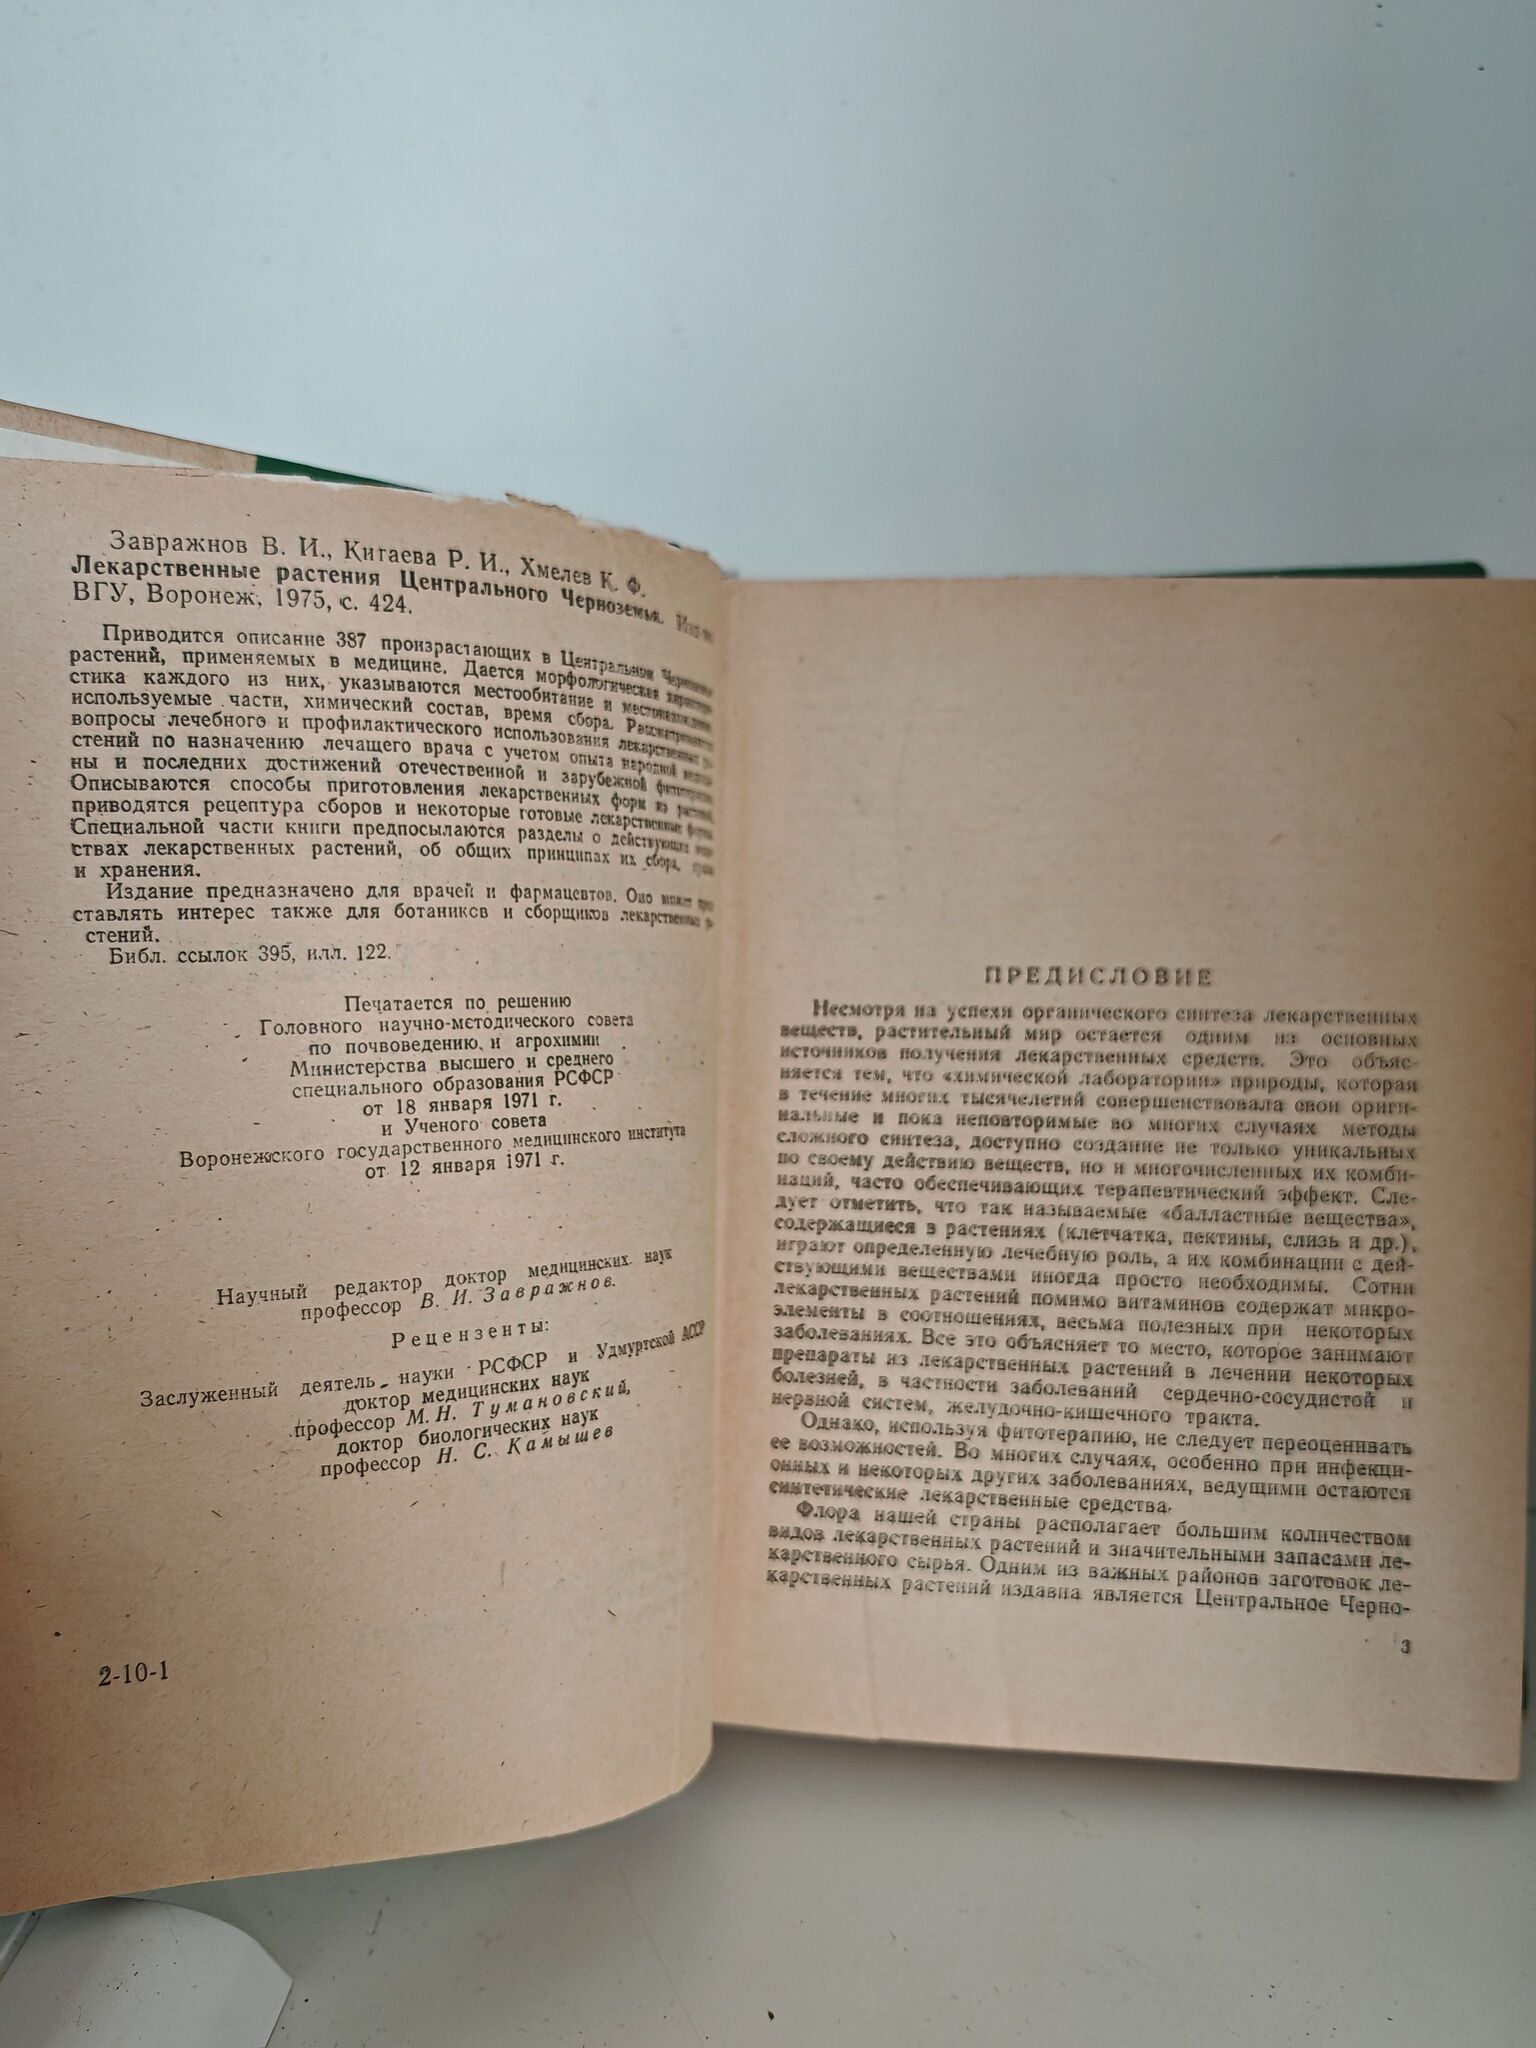 Завражнов В. И., Китаева Р. И., Хмелев К. Ф.
Лекарственные растения Центрального Черноземья. Изд-во
ВГУ, Воронеж, 1975, с. 424.
Приводится описание 387 произрастающих в Центральном
растений, применяемых в медицине. Дается морфологическая
стика каждого из них, указываются местообитание и
используемые части, химический состав, время сбора.
вопросы лечебного и профилактического использования лекарственных
стений по назначению лечащего врача с учетом опыта народной
ны и последних достижений отечественной и зарубежной
Описываются способы приготовления лекарственных форм из
приводятся рецептура сборов и некоторые готовые лекарственные
Специальной части книги предпосылаются разделы о действующих
ствах лекарственных растений, об общих принципах их сбора,
и хранения.
Издание предназначено для врачей и фармацевтов. Оно может
ставлять интерес также для ботаников и сборщиков лекарственных
стений.
Библ. ссылок 395, илл. 122.
Печатается по решению
Головного научно-методического совета
по почвоведению и агрохимии
Министерства высшего и среднего
специального образования РСФСР
от 18 января 1971 г.
и Ученого совета
Воронежского государственного медицинского института
от 12 января 1971 г.
Научный редактор доктор медицинских наук
профессор В. И. Завражнов.
Рецензенты:
Заслуженный деятель науки РСФСР и Удмуртской АССР
доктор медицинских наук
профессор М. Н. Тумановский,
доктор биологических наук
профессор Н. С. Камышев
2-10-1
ПРЕДИСЛОВИЕ
Несмотря на успехи органического синтеза лекарственных
веществ, растительный мир остается одним из основных
источников получения лекарственных средств. Это объяс-
няется тем, что «химической лаборатории» природы, которая
в течение многих тысячелетий совершенствовала свои ориги-
нальные и пока неповторимые во многих случаях методы
сложного синтеза, доступно создание не только уникальных
по своему действию веществ, но и многочисленных их комби-
наций, часто обеспечивающих терапевтический эффект. Сле-
дует отметить, что так называемые «балластные вещества»,
содержащиеся в растениях (клетчатка, пектины, слизь и др.),
играют определенную лечебную роль, а их комбинации с дей-
ствующими веществами иногда просто необходимы. Сотни
лекарственных растений помимо витаминов содержат микро-
элементы в соотношениях, весьма полезных при некоторых
заболеваниях. Все это объясняет то место, которое занимают
препараты из лекарственных растений в лечении некоторых
болезней, в частности заболеваний сердечно-сосудистой и
нервной систем, желудочно-кишечного тракта.
Однако, используя фитотерапию, не следует переоценивать
ее возможностей. Во многих случаях, особенно при инфекци-
онных и некоторых других заболеваниях, ведущими остаются
синтетические лекарственные средства.
Флора нашей страны располагает большим количеством
видов лекарственных растений и значительными запасами ле-
карственного сырья. Одним из важных районов заготовок ле-
карственных растений издавна является Центральное Черно-
3